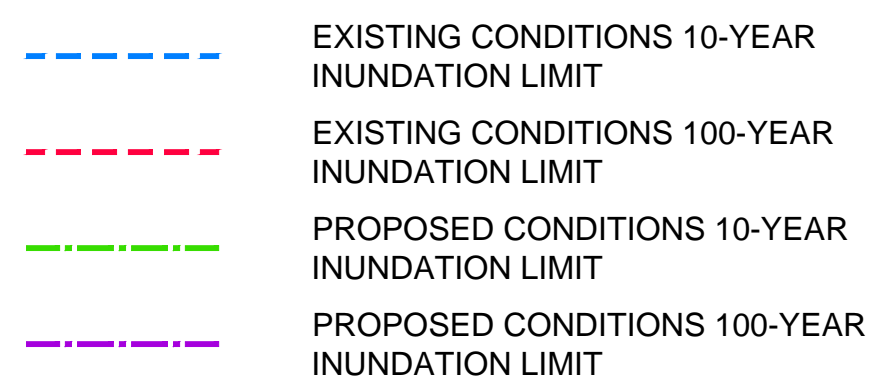 EXISTING CONDITIONS 10-YEAR
INUNDATION LIMIT
EXISTING CONDITIONS 100-YEAR
INUNDATION LIMIT
PROPOSED CONDITIONS 10-YEAR
INUNDATION LIMIT
PROPOSED CONDITIONS 100-YEAR
INUNDATION LIMIT